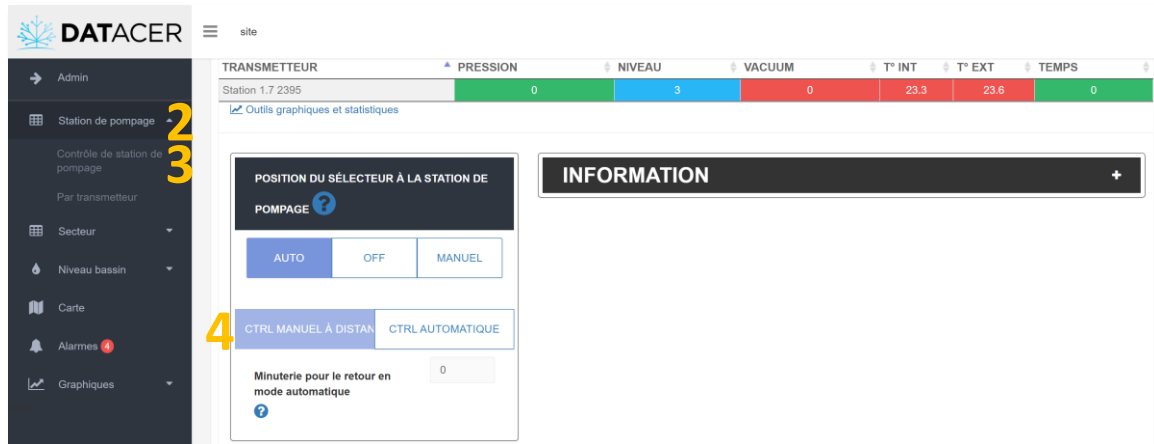 DATACER
site
Admin
Station de pompage
2
Contrôle de station de
pompage
3
Par transmetteur
Secteur
Niveau bassin
Carte
Alarmes 4
Graphiques
TRANSMETTEUR PRESSION NIVEAU VACUUM T° INT T° EXT TEMPS
Station 1.7 2395 0 3 0 23.3 23.6 0
Outils graphiques et statistiques
POSITION DU SÉLECTEUR À LA STATION DE
POMPAGE ?
AUTO OFF MANUEL
4
CTRL MANUEL À DISTAN CTRL AUTOMATIQUE
Minuterie pour le retour en
mode automatique
?
0
INFORMATION +